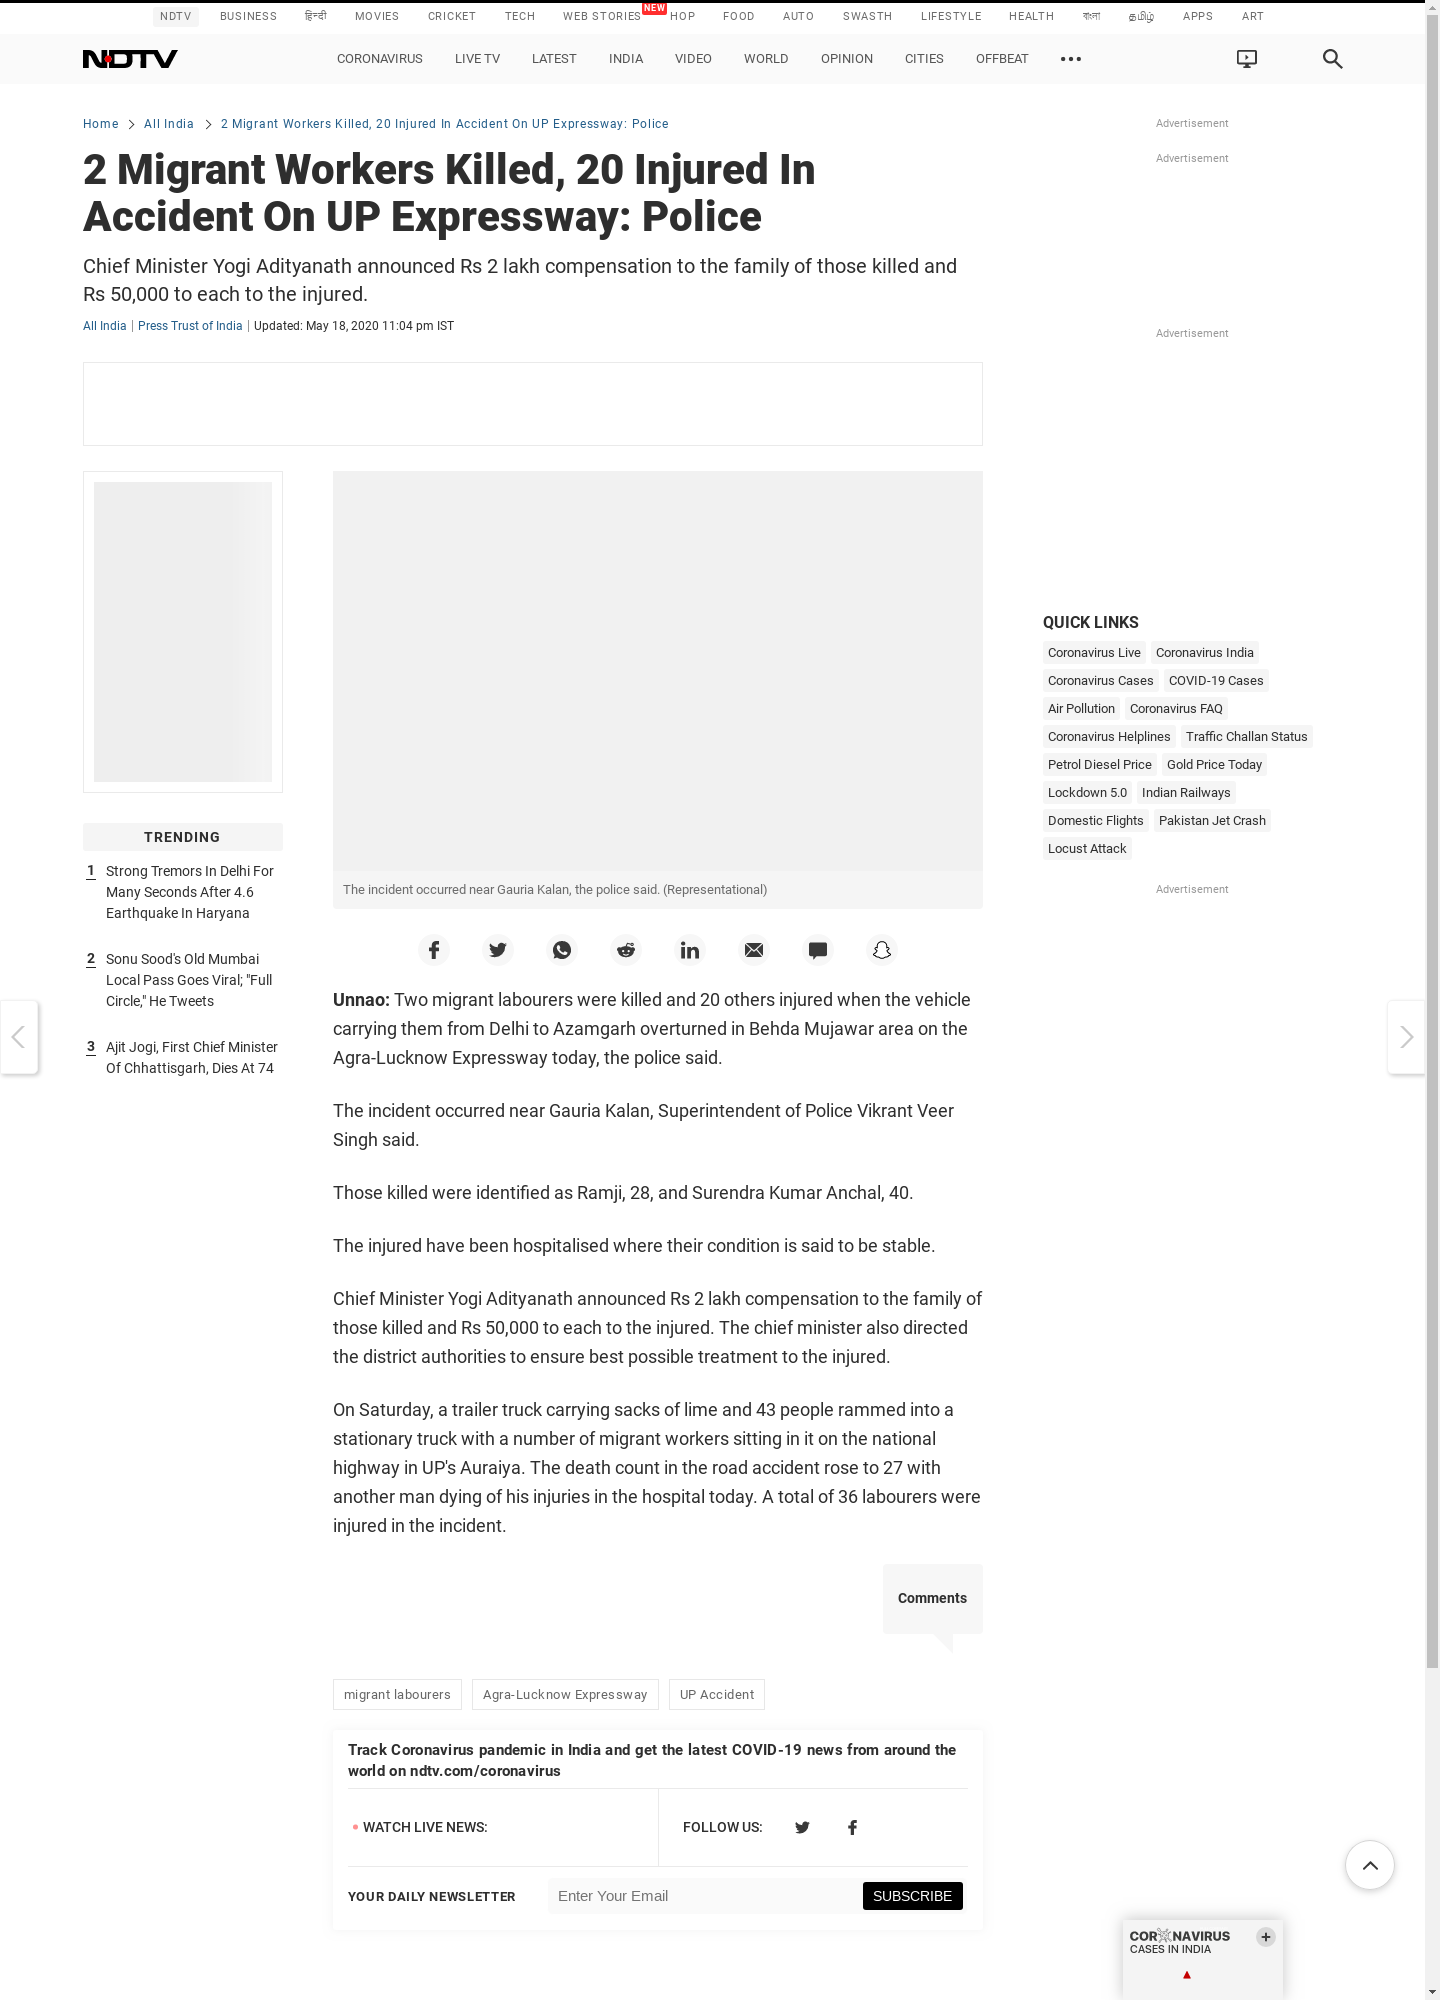 NDTV BUSINESS हिन्दी MOVIES CRICKET TECH WEB STORIES NEW HOP FOOD AUTO SWASTH LIFESTYLE HEALTH বাংলা தமிழ் APPS ART
NDTV CORONAVIRUS LIVE TV LATEST INDIA VIDEO WORLD OPINION CITIES OFFBEAT
Home All India 2 Migrant Workers Killed, 20 Injured In Accident On UP Expressway: Police
2 Migrant Workers Killed, 20 Injured In
Accident On UP Expressway: Police
Chief Minister Yogi Adityanath announced Rs 2 lakh compensation to the family of those killed and
Rs 50,000 to each to the injured.
All India | Press Trust of India | Updated: May 18, 2020 11:04 pm IST
TRENDING
1 Strong Tremors In Delhi For
Many Seconds After 4.6
Earthquake In Haryana
2 Sonu Sood's Old Mumbai
Local Pass Goes Viral; "Full
Circle," He Tweets
3 Ajit Jogi, First Chief Minister
Of Chhattisgarh, Dies At 74
The incident occurred near Gauria Kalan, the police said. (Representational)
Unnao: Two migrant labourers were killed and 20 others injured when the vehicle
carrying them from Delhi to Azamgarh overturned in Behda Mujawar area on the
Agra-Lucknow Expressway today, the police said.
The incident occurred near Gauria Kalan, Superintendent of Police Vikrant Veer
Singh said.
Those killed were identified as Ramji, 28, and Surendra Kumar Anchal, 40.
The injured have been hospitalised where their condition is said to be stable.
Chief Minister Yogi Adityanath announced Rs 2 lakh compensation to the family of
those killed and Rs 50,000 to each to the injured. The chief minister also directed
the district authorities to ensure best possible treatment to the injured.
On Saturday, a trailer truck carrying sacks of lime and 43 people rammed into a
stationary truck with a number of migrant workers sitting in it on the national
highway in UP's Auraiya. The death count in the road accident rose to 27 with
another man dying of his injuries in the hospital today. A total of 36 labourers were
injured in the incident.
Comments
migrant labourers Agra-Lucknow Expressway UP Accident
Track Coronavirus pandemic in India and get the latest COVID-19 news from around the
world on ndtv.com/coronavirus
WATCH LIVE NEWS: FOLLOW US:
YOUR DAILY NEWSLETTER Enter Your Email SUBSCRIBE
Advertisement
Advertisement
Advertisement
QUICK LINKS
Coronavirus Live Coronavirus India
Coronavirus Cases COVID-19 Cases
Air Pollution Coronavirus FAQ
Coronavirus Helplines Traffic Challan Status
Petrol Diesel Price Gold Price Today
Lockdown 5.0 Indian Railways
Domestic Flights Pakistan Jet Crash
Locust Attack
Advertisement
CORONAVIRUS
CASES IN INDIA